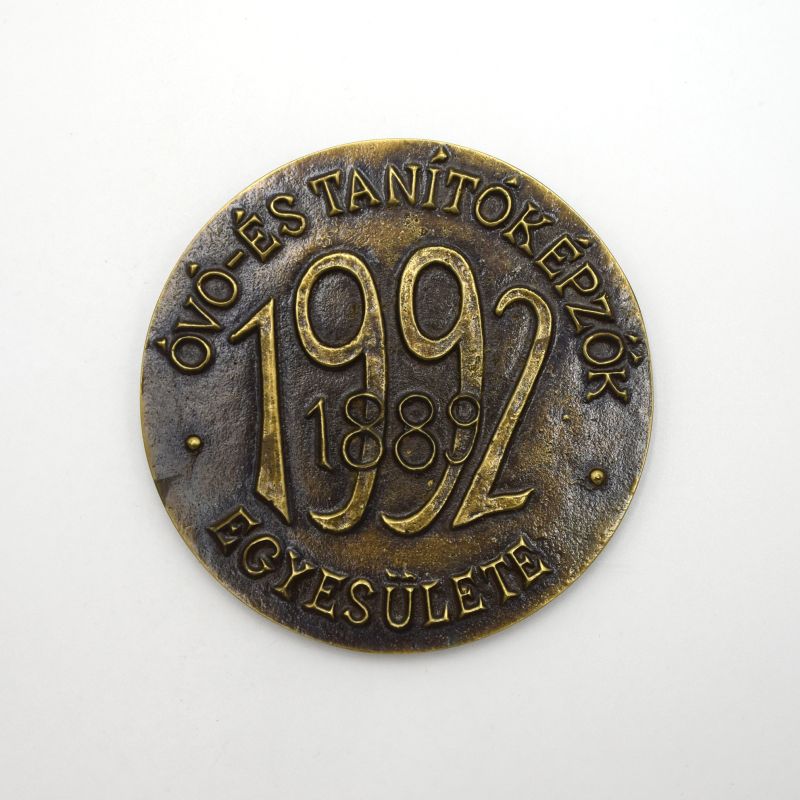 ÓVÓ-ÉS TANÍTÓKÉPZŐK
1992
1889
EGYESÜLETE